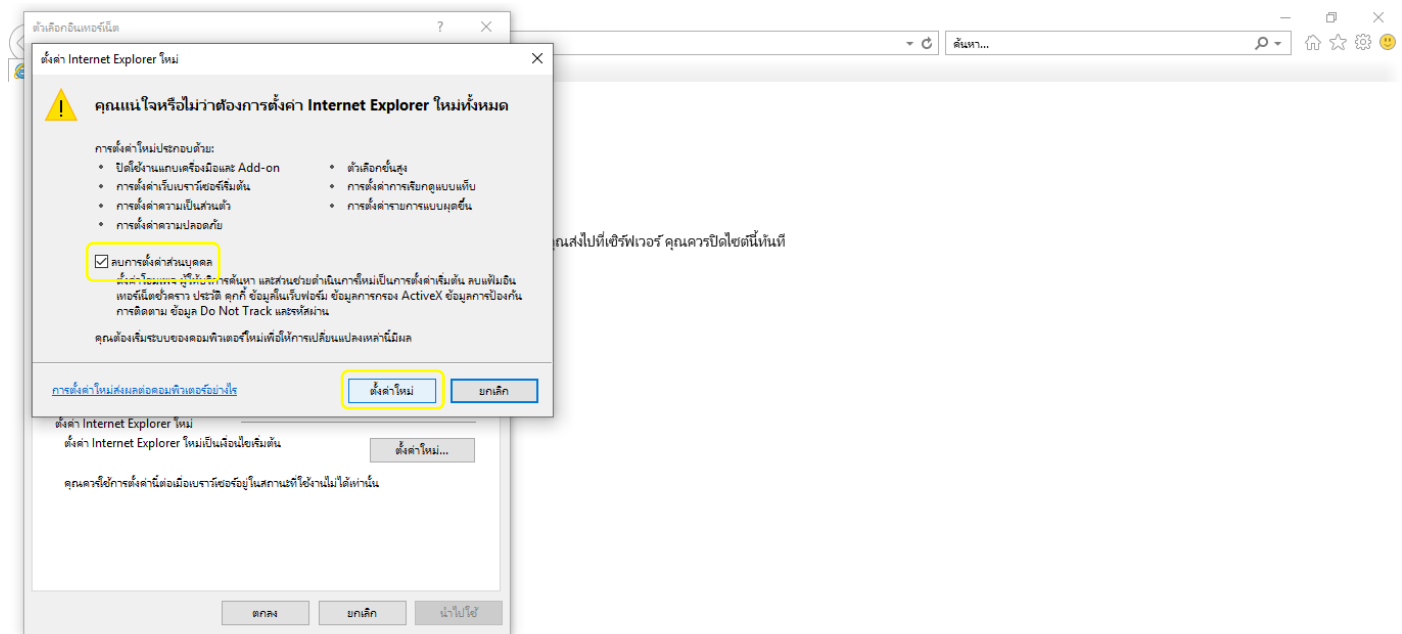 ตัวเลือกอินเทอร์เน็ต
?
ค้นหา...
ตั้งค่า Internet Explorer ใหม่
คุณแน่ใจหรือไม่ว่าต้องการตั้งค่า Internet Explorer ใหม่ทั้งหมด
การตั้งค่าใหม่ประกอบด้วย:
• ปิดใช้งานแถบเครื่องมือและ Add-on
• การตั้งค่าเว็บเบราว์เซอร์เริ่มต้น
• การตั้งค่าความเป็นส่วนตัว
• การตั้งค่าความปลอดภัย
• ตัวเลือกขั้นสูง
• การตั้งค่าการเรียกดูแบบแท็บ
• การตั้งค่ารายการแบบผุดขึ้น
ุณส่งไปที่เซิร์ฟเวอร์ คุณควรปิดไซต์นี้ทันที
ลบการตั้งค่าส่วนบุคคล
ตั้งค่าโฮมเพจ ผู้ให้บริการค้นหา และส่วนช่วยดำเนินการใหม่เป็นการตั้งค่าเริ่มต้น ลบแฟ้มอิน
เทอร์เน็ตชั่วคราว ประวัติ คุกกี้ ข้อมูลในเว็บฟอร์ม ข้อมูลการกรอง ActiveX ข้อมูลการป้องกัน
การติดตาม ข้อมูล Do Not Track และรหัสผ่าน
คุณต้องเริ่มระบบของคอมพิวเตอร์ใหม่เพื่อให้การเปลี่ยนแปลงเหล่านี้มีผล
การตั้งค่าใหม่ส่งผลต่อคอมพิวเตอร์อย่างไร
ตั้งค่าใหม่
ยกเลิก
ตั้งค่า Internet Explorer ใหม่
ตั้งค่า Internet Explorer ใหม่เป็นเงื่อนไขเริ่มต้น
ตั้งค่าใหม่...
คุณควรใช้การตั้งค่านี้ต่อเมื่อเบราว์เซอร์อยู่ในสถานะที่ใช้งานไม่ได้เท่านั้น
ตกลง
ยกเลิก
นำไปใช้